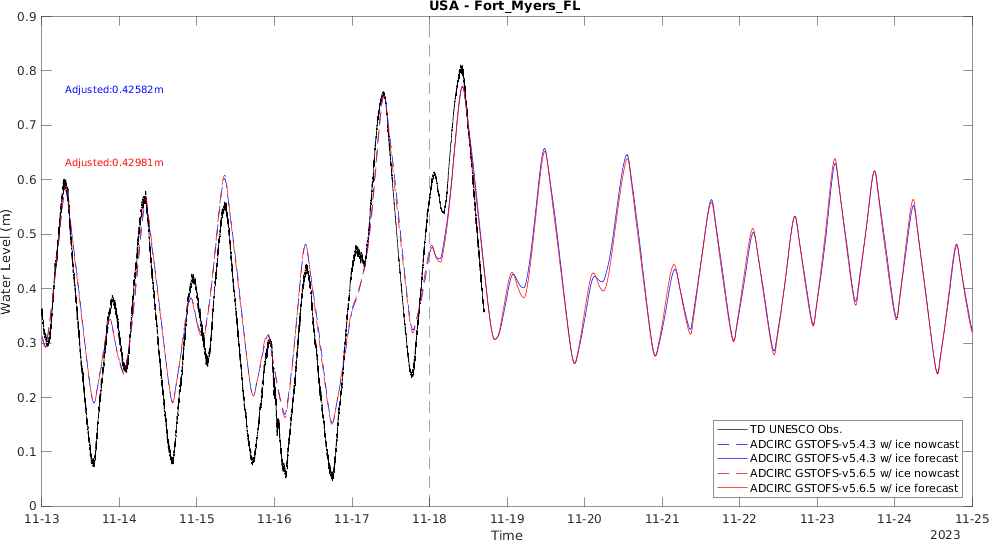 USA - Fort_Myers_FL
0.9
0.8
0.7
0.6
0.5
0.4
0.3
0.2
0.1
0
Water Level (m)
Adjusted:0.42582m
Adjusted:0.42981m
TD UNESCO Obs.
ADCIRC GSTOFS-v5.4.3 w/ ice nowcast
ADCIRC GSTOFS-v5.4.3 w/ ice forecast
ADCIRC GSTOFS-v5.6.5 w/ ice nowcast
ADCIRC GSTOFS-v5.6.5 w/ ice forecast
11-13 11-14 11-15 11-16 11-17 11-18 11-19 11-20 11-21 11-22 11-23 11-24 11-25
Time
2023